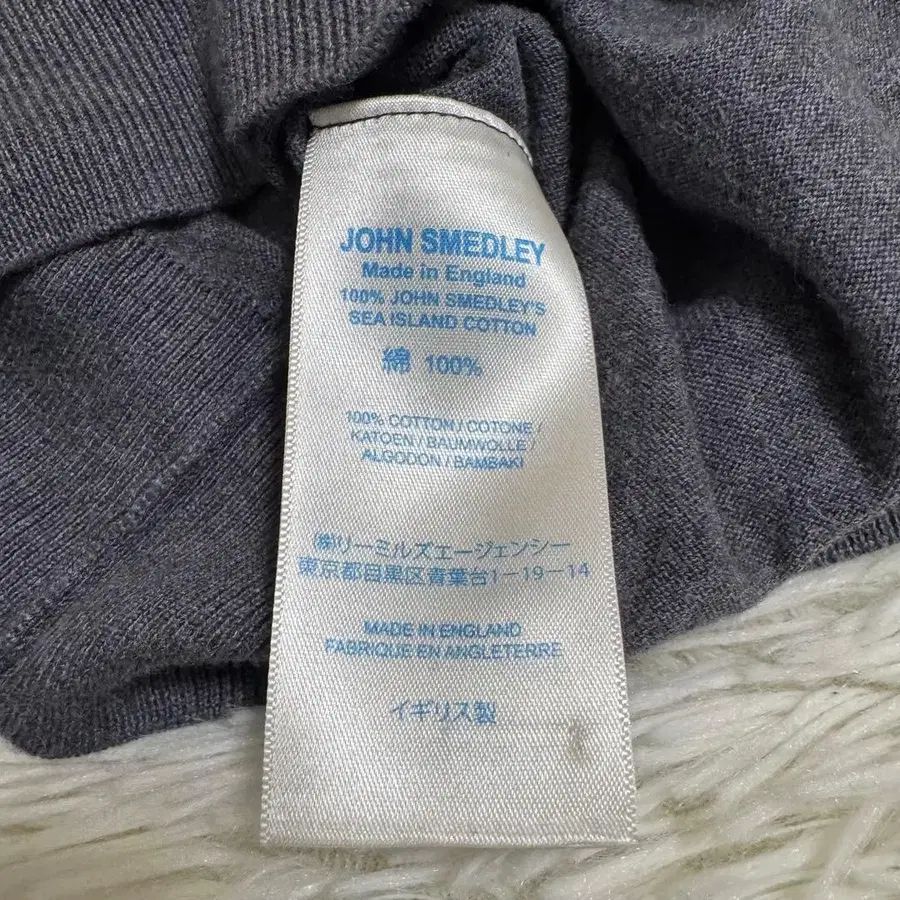 JOHN SMEDLEY
Made in England
100% JOHN SMEDLEY'S
SEA ISLAND COTTON
綿 100%
100% COTTON / COTONE /
KATOEN / BAUMWOLLE /
ALGODON / BAMBAKI
㈱リーミルズエージェンシー
東京都目黒区青葉台1-19-14
MADE IN ENGLAND
FABRIQUE EN ANGLETERRE
イギリス製